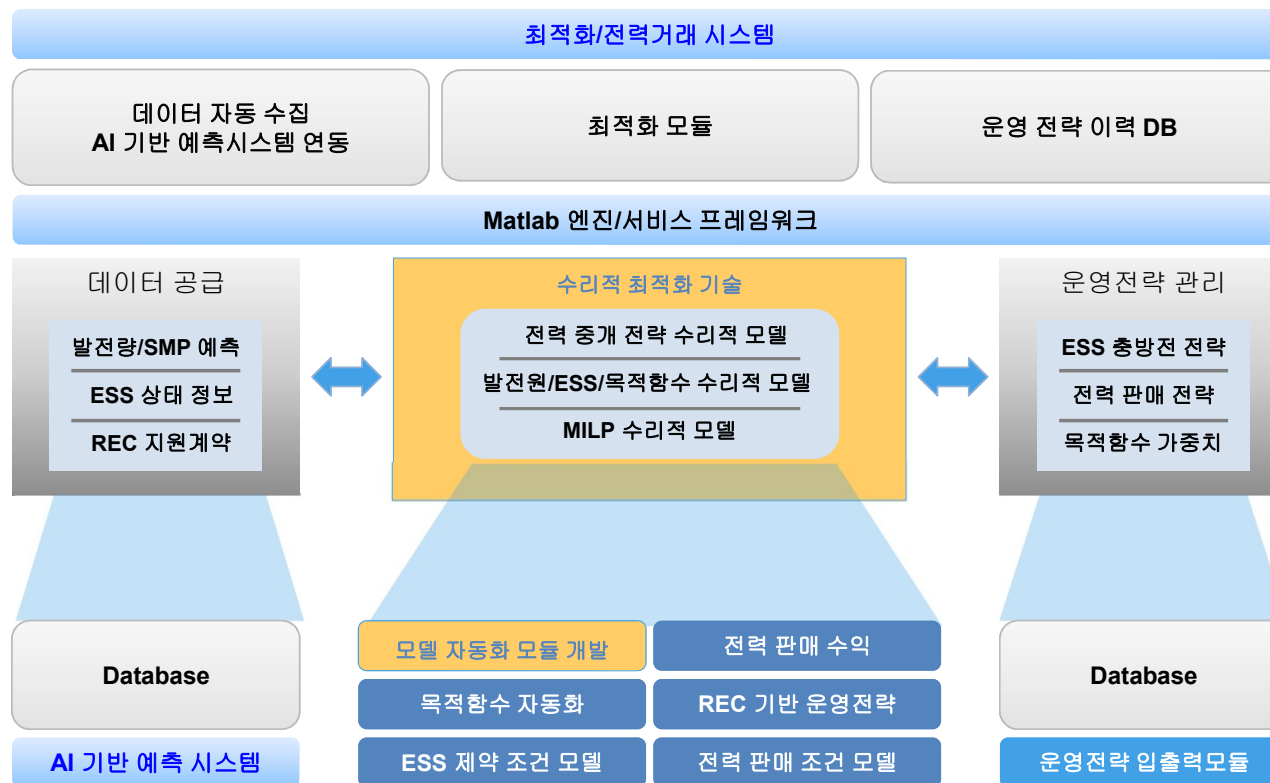 최적화/전력거래 시스템
데이터 자동 수집
AI 기반 예측시스템 연동
최적화 모듈
운영 전략 이력 DB
Matlab 엔진/서비스 프레임워크
데이터 공급
발전량/SMP 예측
ESS 상태 정보
REC 지원계약
수리적 최적화 기술
전력 중개 전략 수리적 모델
발전원/ESS/목적함수 수리적 모델
MILP 수리적 모델
운영전략 관리
ESS 충방전 전략
전력 판매 전략
목적함수 가중치
Database
AI 기반 예측 시스템
모델 자동화 모듈 개발
전력 판매 수익
목적함수 자동화
REC 기반 운영전략
ESS 제약 조건 모델
전력 판매 조건 모델
Database
운영전략 입출력모듈